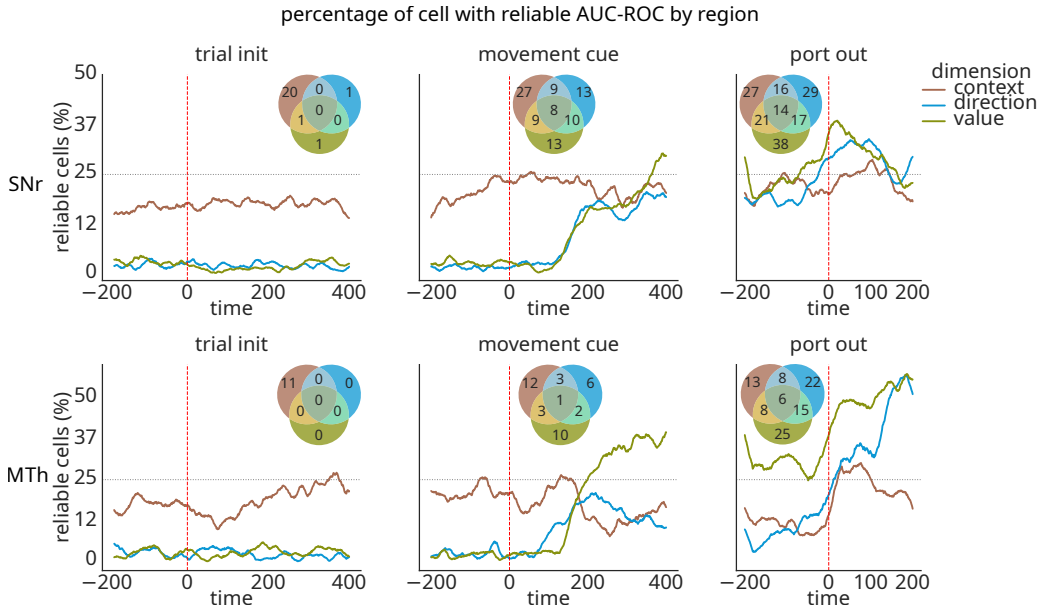 percentage of cell with reliable AUC-ROC by region
trial init
movement cue
port out
dimension
context
direction
value
SNr
reliable cells (%)
50
37
25
12
0
20 0 1
0
1 0
1
27 9 13
8
9 10
13
27 16 29
14
21 17
38
−200 0 200 400
time
−200 0 200 400
time
−200 0 100 200
time
trial init
movement cue
port out
MTh
reliable cells (%)
50
37
25
12
0
11 0 0
0
0 0
0
12 3 6
1
3 2
10
13 8 22
6
8 15
25
−200 0 200 400
time
−200 0 200 400
time
−200 0 100 200
time